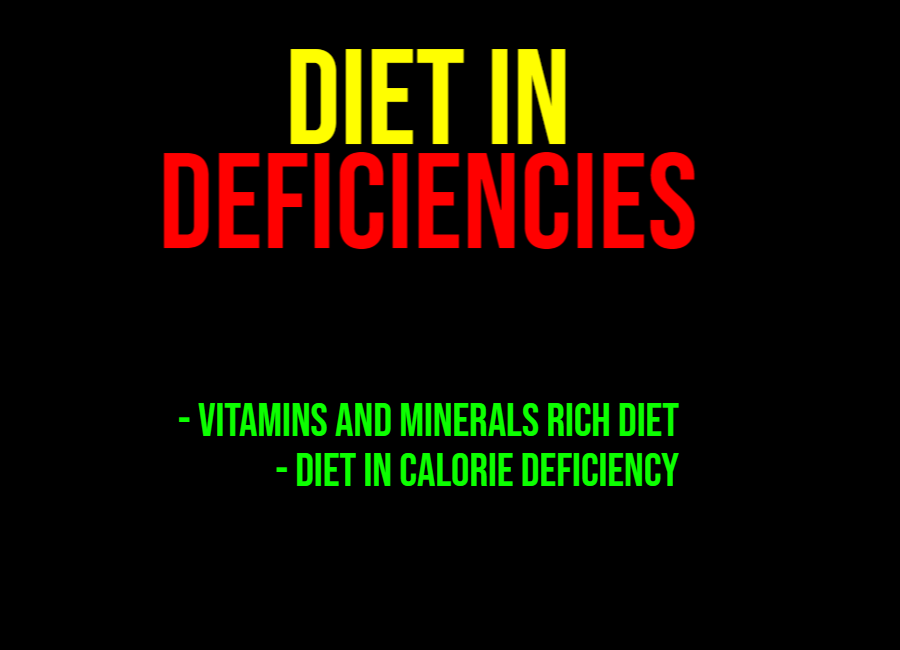 DIET IN
DEFICIENCIES
- VITAMINS AND MINERALS RICH DIET
- DIET IN CALORIE DEFICIENCY